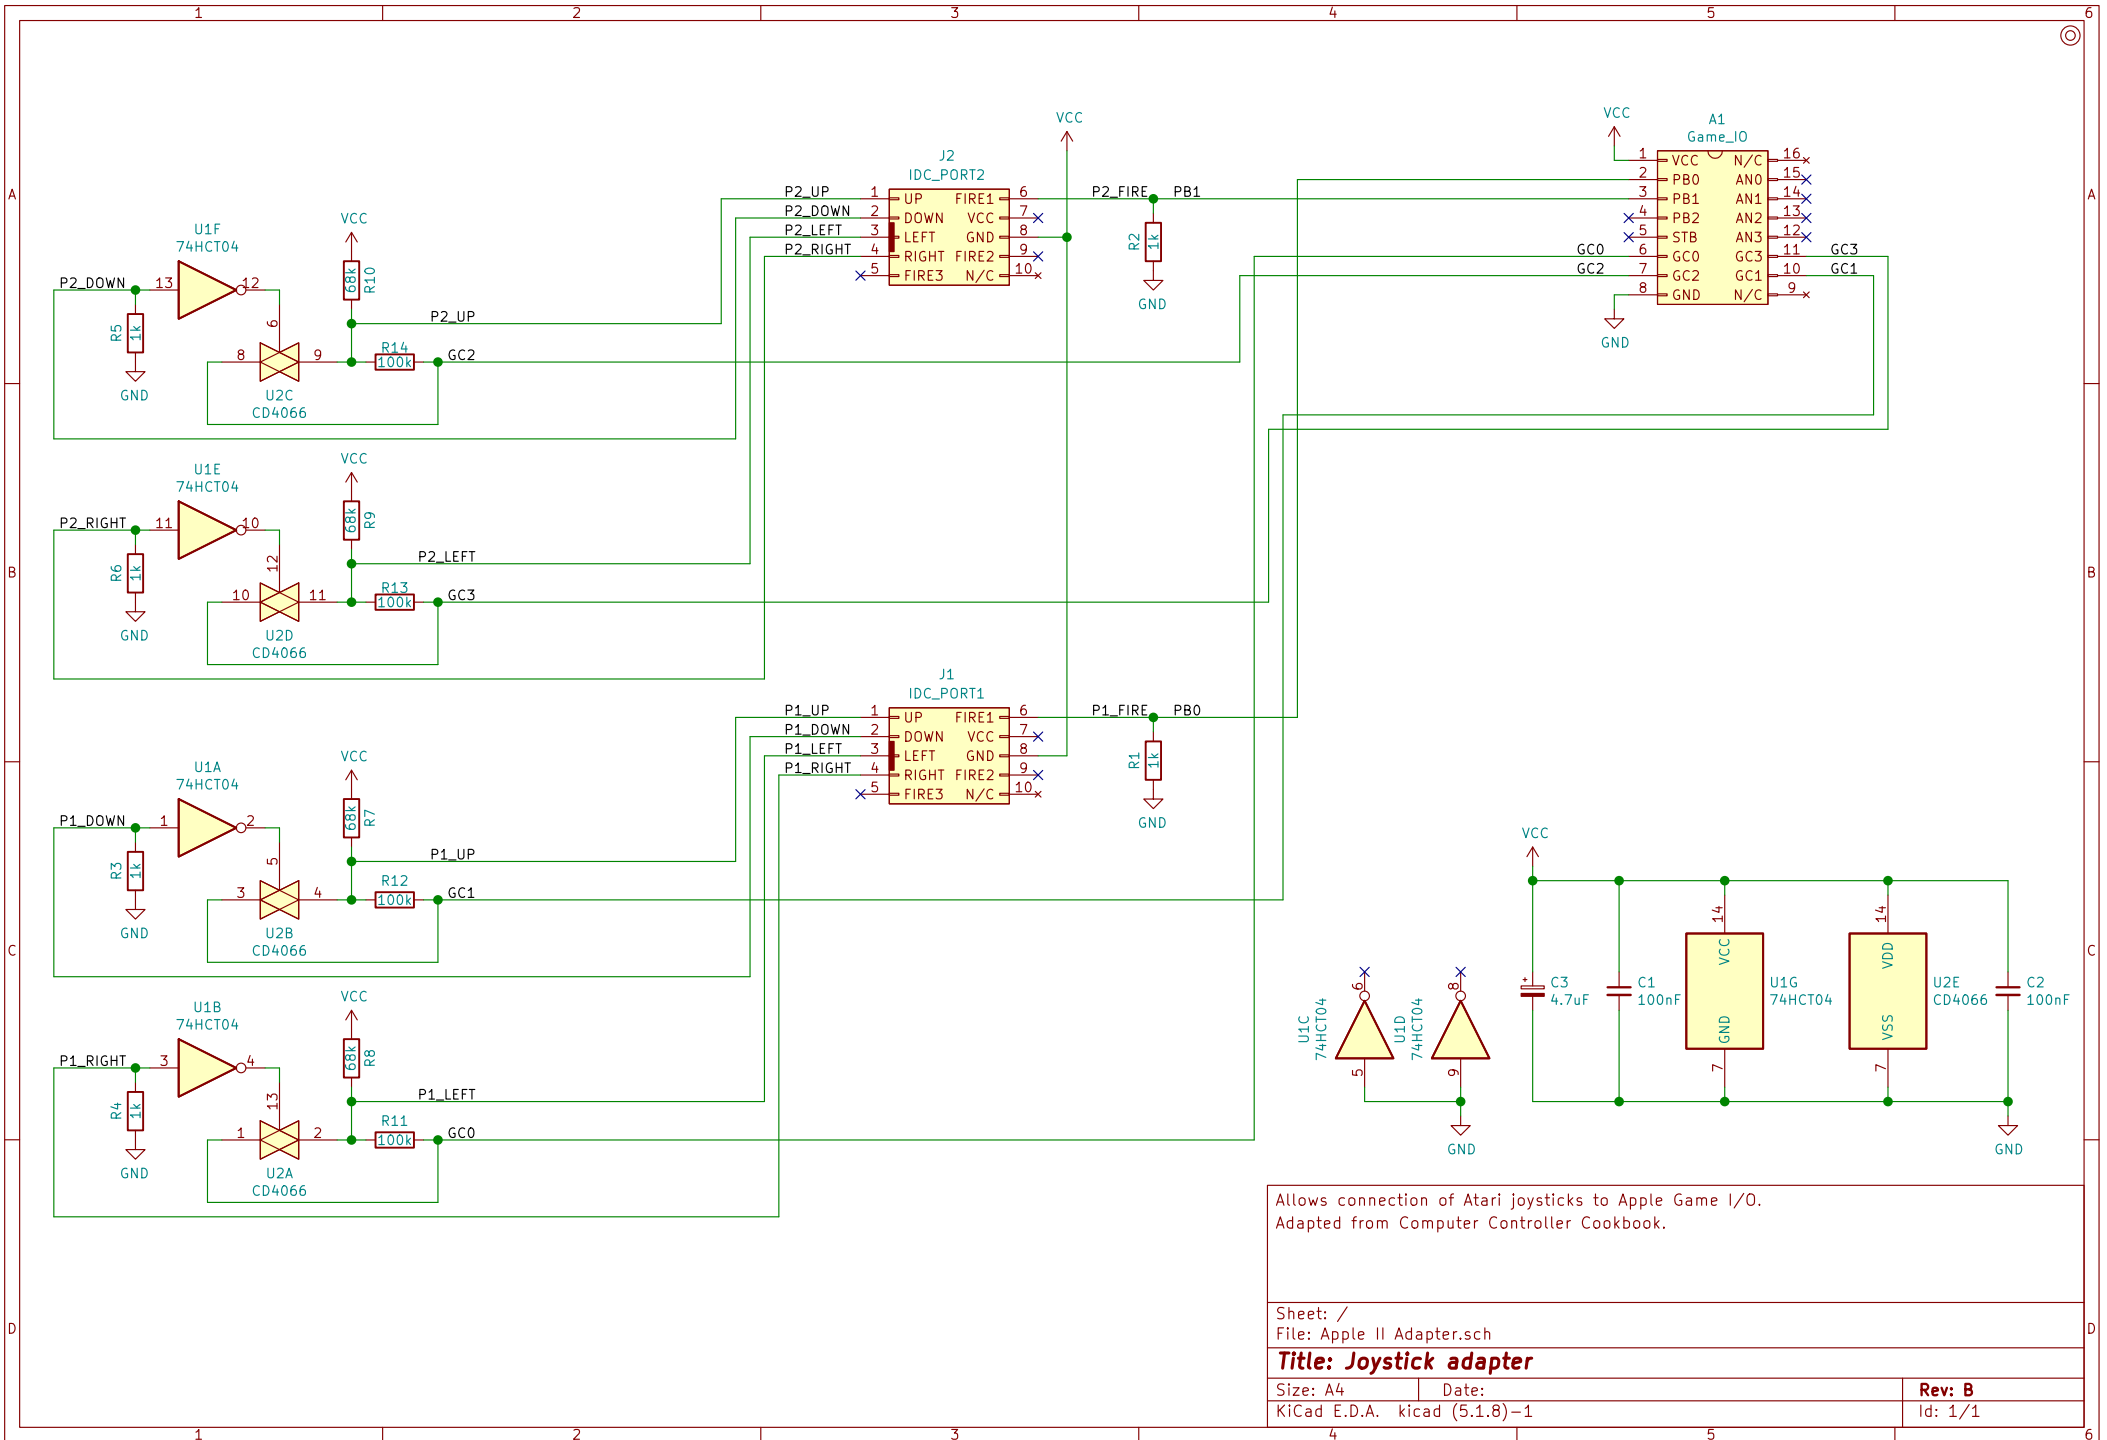 1 2 3 4 5 6
A
B
C
D
A
B
C
D
1 2 3 4 5 6
U1F
74HCT04
P2_DOWN
13
12
R5
1k
GND
6
8
9
U2C
CD4066
VCC
68k
R10
P2_UP
R14
100k
GC2
U1E
74HCT04
P2_RIGHT
11
10
R6
1k
GND
12
10
11
U2D
CD4066
VCC
68k
R9
P2_LEFT
R13
100k
GC3
U1A
74HCT04
P1_DOWN
1
2
R3
1k
GND
5
3
4
U2B
CD4066
VCC
68k
R7
P1_UP
R12
100k
GC1
U1B
74HCT04
P1_RIGHT
3
4
R4
1k
GND
13
1
2
U2A
CD4066
VCC
68k
R8
P1_LEFT
R11
100k
GC0
J2
IDC_PORT2
P2_UP 1 UP FIRE1 6 P2_FIRE PB1
P2_DOWN 2 DOWN VCC 7
P2_LEFT 3 LEFT GND 8
P2_RIGHT 4 RIGHT FIRE2 9
5 FIRE3 N/C 10
VCC
R2
1k
GND
J1
IDC_PORT1
P1_UP 1 UP FIRE1 6 P1_FIRE PB0
P1_DOWN 2 DOWN VCC 7
P1_LEFT 3 LEFT GND 8
P1_RIGHT 4 RIGHT FIRE2 9
5 FIRE3 N/C 10
R1
1k
GND
VCC
A1
Game_IO
1 VCC N/C 16
2 PB0 AN0 15
3 PB1 AN1 14
4 PB2 AN2 13
5 STB AN3 12
GC0 6 GC0 GC3 11 GC3
GC2 7 GC2 GC1 10 GC1
8 GND N/C 9
GND
U1C
74HCT04
6
5
U1D
74HCT04
8
9
GND
VCC
+
C3
4.7uF
C1
100nF
14
VCC
GND
7
U1G
74HCT04
14
VDD
VSS
7
U2E
CD4066
C2
100nF
GND
Allows connection of Atari joysticks to Apple Game I/O.
Adapted from Computer Controller Cookbook.
Sheet: /
File: Apple II Adapter.sch
Title: Joystick adapter
Size: A4 Date: Rev: B
KiCad E.D.A. kicad (5.1.8)-1 Id: 1/1